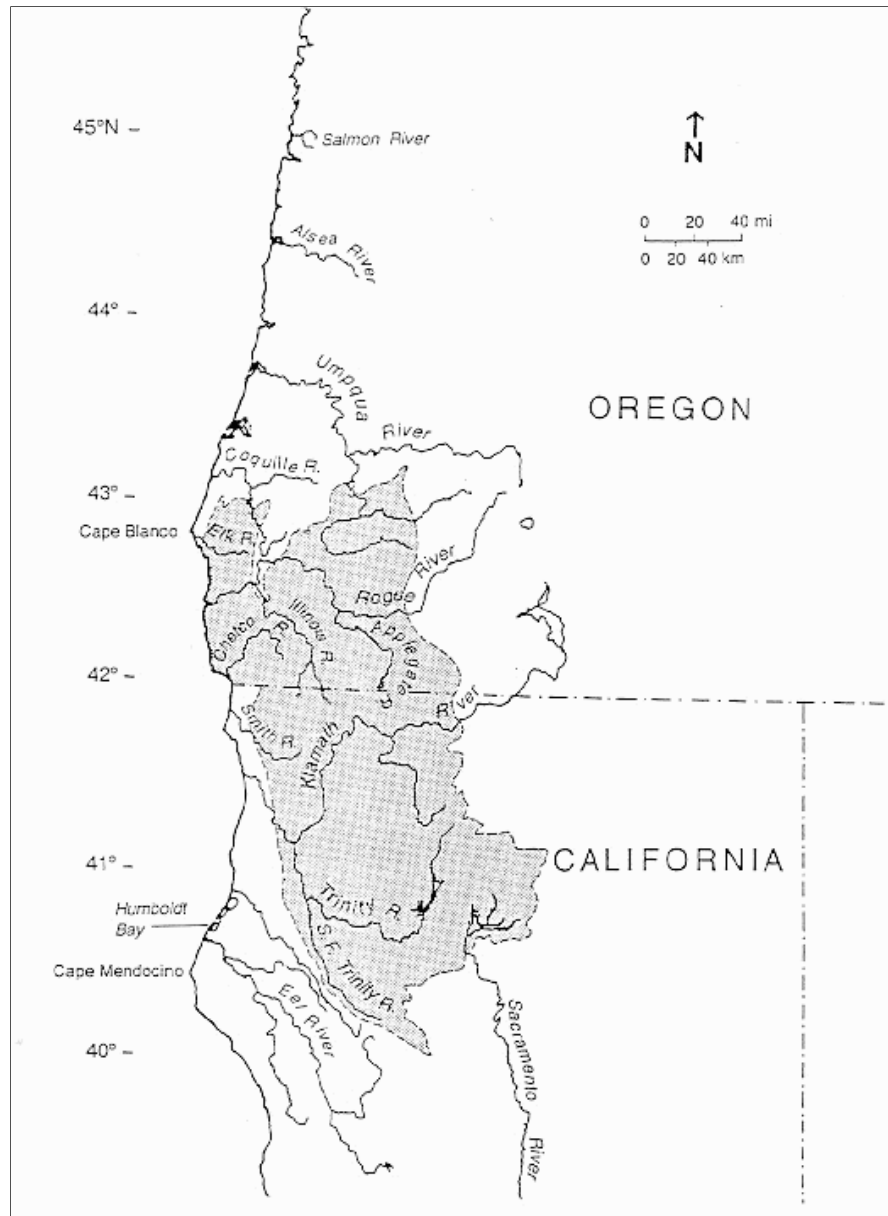 45°N
Salmon River
N
0 20 40 mi
0 20 40 km
Alsea River
44°
Umpqua River
OREGON
Coquille R.
43°
Cape Blanco
Elk R.
Rogue River
Chetco R.
Illinois R.
Applegate R.
42°
Smith R.
Klamath River
41°
CALIFORNIA
Humboldt
Bay
Trinity R.
S.F. Trinity R.
Cape Mendocino
Eel River
40°
Sacramento River